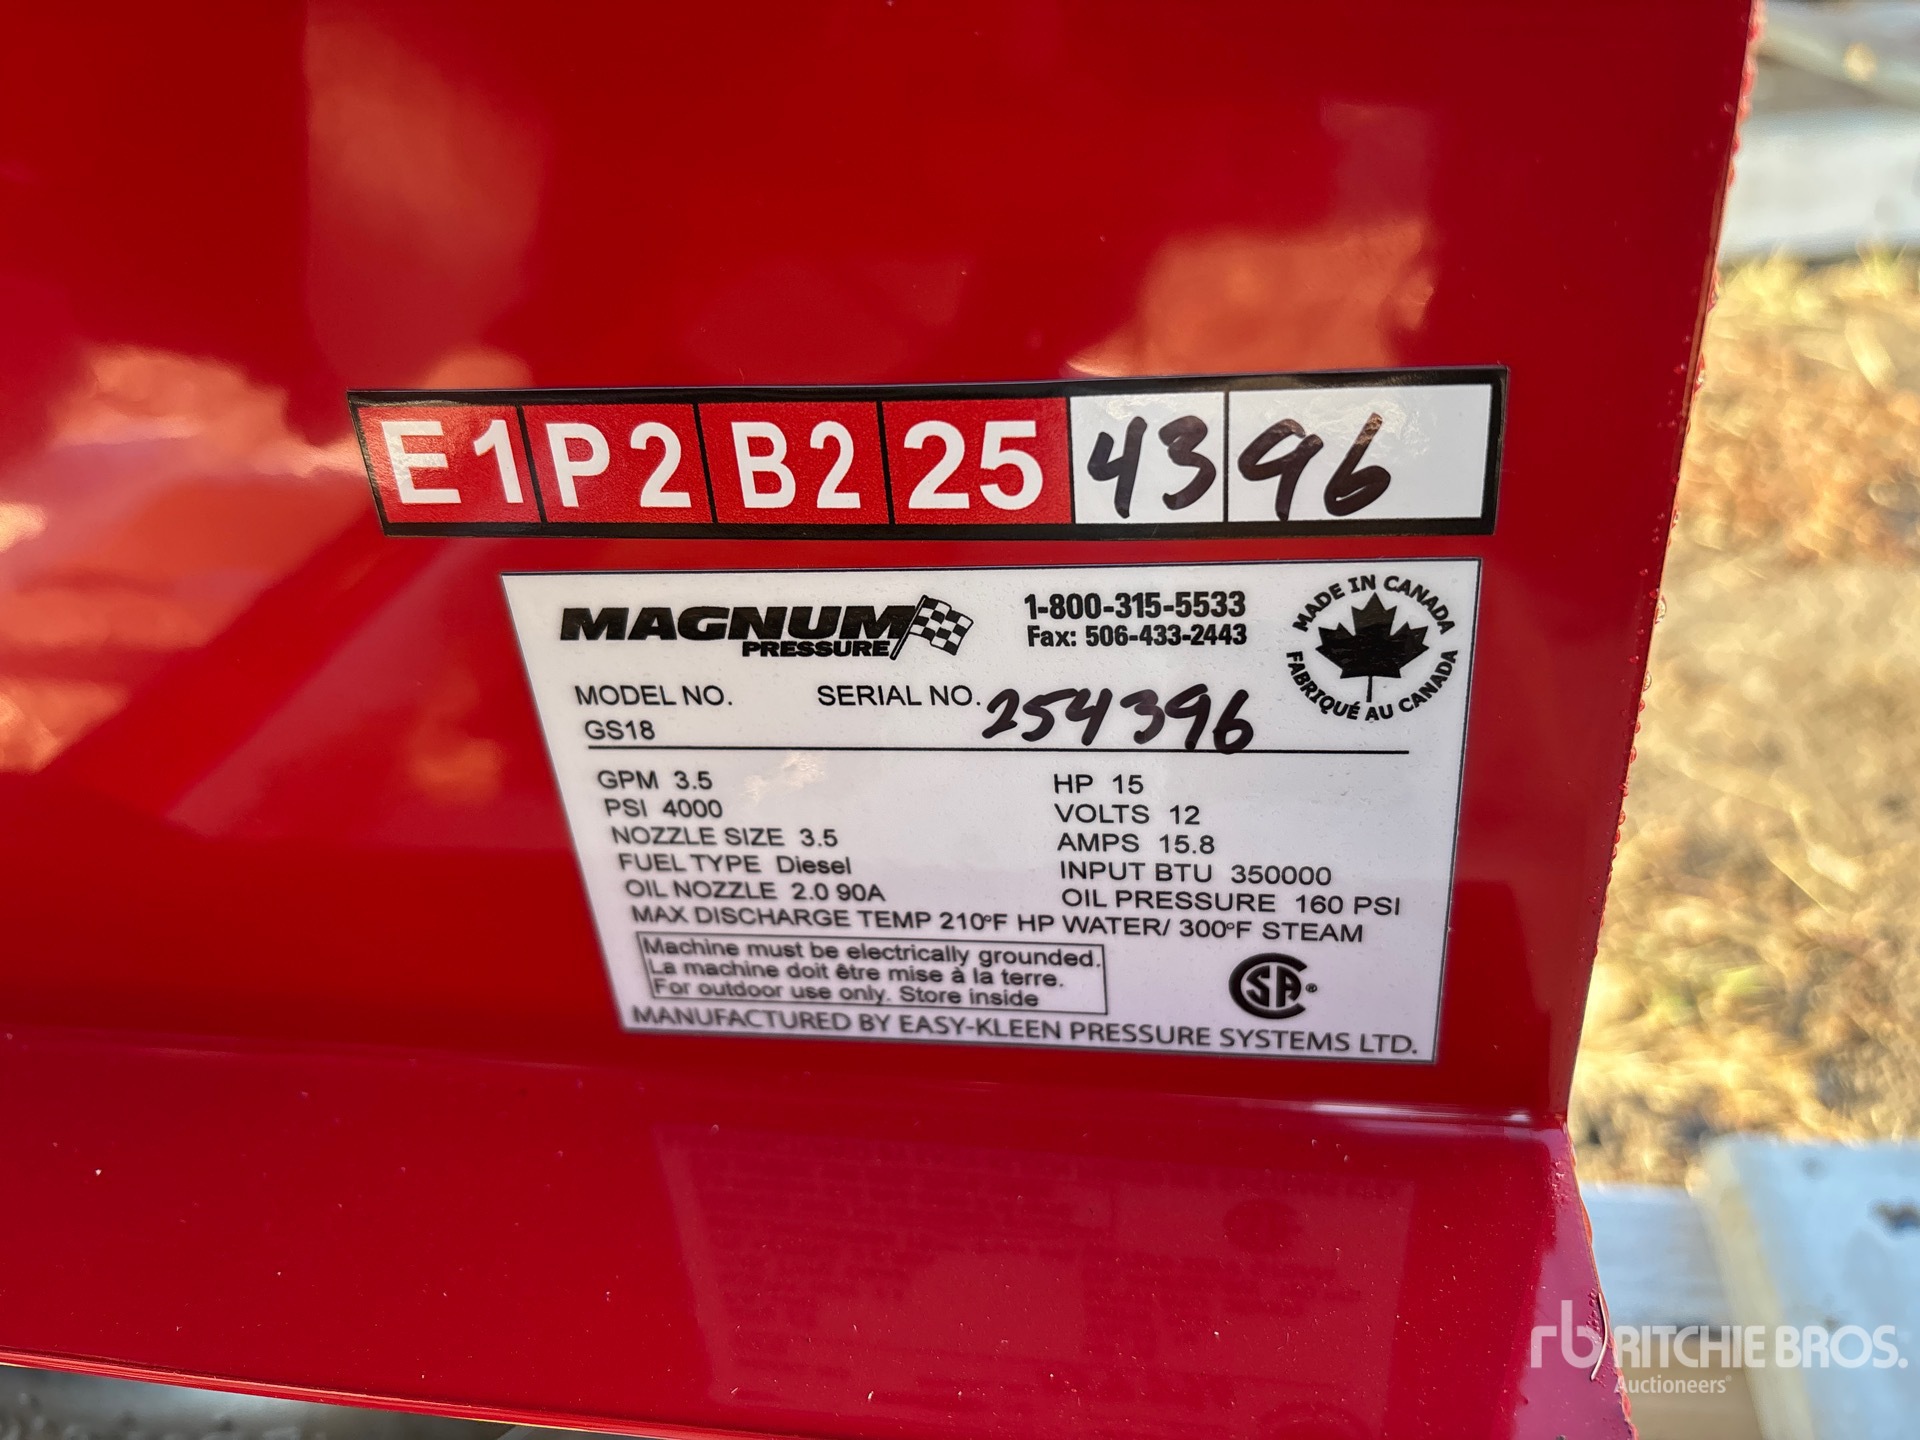 E1 P2 B2 25 43 96
MAGNUM
PRESSURE
1-800-315-5533
Fax: 506-433-2443
MADE IN CANADA
FABRIQUÉ AU CANADA
MODEL NO.
GS18
SERIAL NO. 254396
GPM 3.5
PSI 4000
NOZZLE SIZE 3.5
FUEL TYPE Diesel
OIL NOZZLE 2.0 90A
HP 15
VOLTS 12
AMPS 15.8
INPUT BTU 350000
OIL PRESSURE 160 PSI
MAX DISCHARGE TEMP 210°F HP WATER/ 300°F STEAM
Machine must be electrically grounded.
La machine doit être mise à la terre.
For outdoor use only. Store inside
CSA®
MANUFACTURED BY EASY-KLEEN PRESSURE SYSTEMS LTD.
rb RITCHIE BROS.
Auctioneers